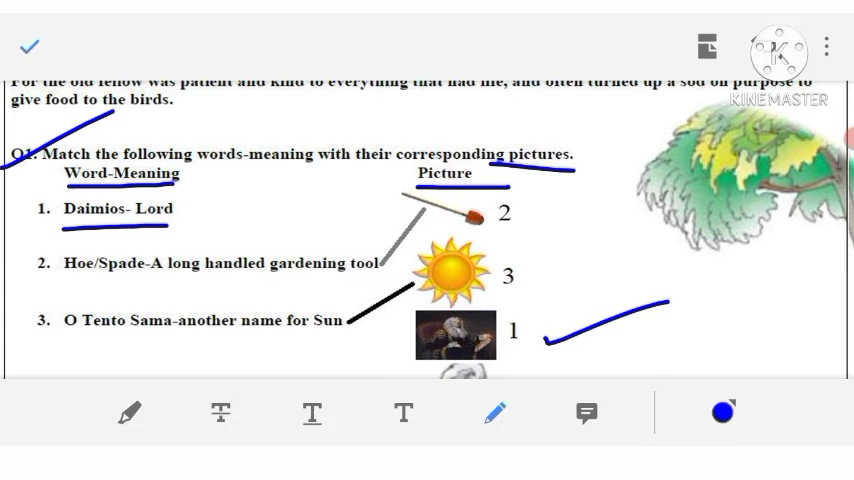 For the old fellow was patient and kind to everything that had life, and often turned up a sod on purpose to
give food to the birds.
KINEMASTER
Q1. Match the following words-meaning with their corresponding pictures.
Word-Meaning Picture
1. Daimios- Lord 2
2. Hoe/Spade-A long handled gardening tool 3
3. O Tento Sama-another name for Sun 1
T T T